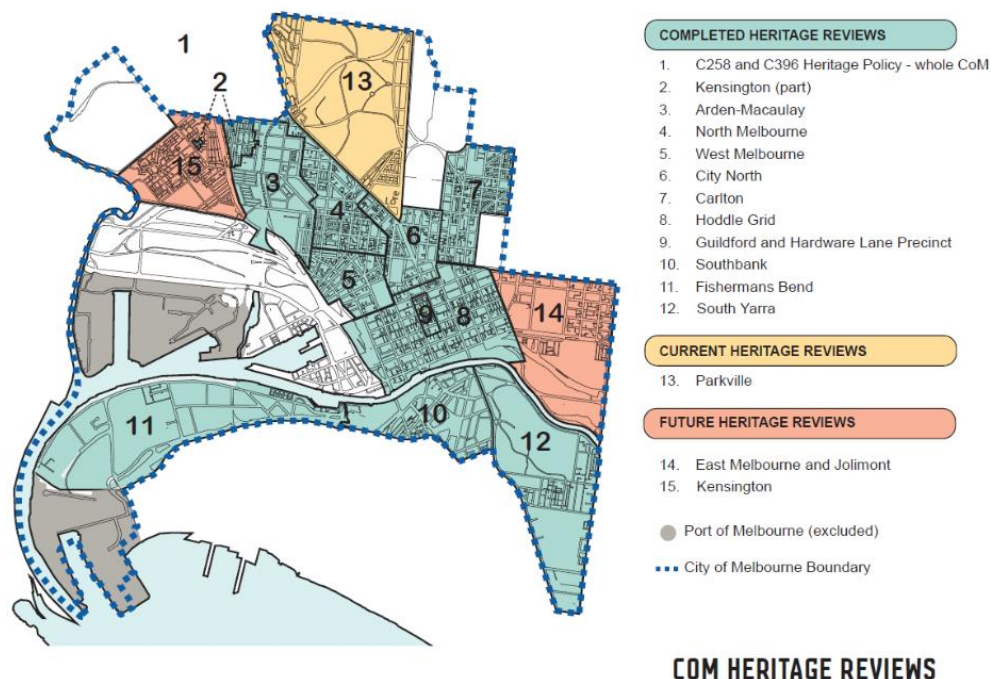 1
2
13
15
3
4
7
6
5
9
8
14
11
10
12
COMPLETED HERITAGE REVIEWS
1. C258 and C396 Heritage Policy - whole CoM
2. Kensington (part)
3. Arden-Macaulay
4. North Melbourne
5. West Melbourne
6. City North
7. Carlton
8. Hoddle Grid
9. Guildford and Hardware Lane Precinct
10. Southbank
11. Fishermans Bend
12. South Yarra
CURRENT HERITAGE REVIEWS
13. Parkville
FUTURE HERITAGE REVIEWS
14. East Melbourne and Jolimont
15. Kensington
Port of Melbourne (excluded)
City of Melbourne Boundary
COM HERITAGE REVIEWS